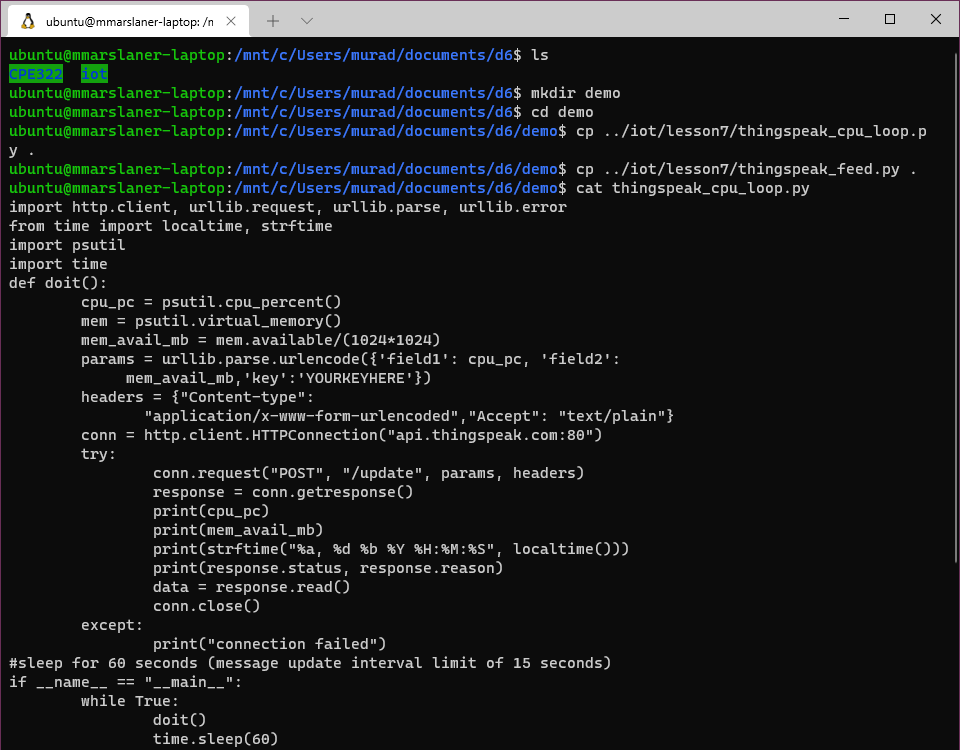 ubuntu@mmarslaner-laptop: /n
ubuntu@mmarslaner-laptop:/mnt/c/Users/murad/documents/d6$ ls
CPE322  iot
ubuntu@mmarslaner-laptop:/mnt/c/Users/murad/documents/d6$ mkdir demo
ubuntu@mmarslaner-laptop:/mnt/c/Users/murad/documents/d6$ cd demo
ubuntu@mmarslaner-laptop:/mnt/c/Users/murad/documents/d6/demo$ cp ../iot/lesson7/thingspeak_cpu_loop.p
y .
ubuntu@mmarslaner-laptop:/mnt/c/Users/murad/documents/d6/demo$ cp ../iot/lesson7/thingspeak_feed.py .
ubuntu@mmarslaner-laptop:/mnt/c/Users/murad/documents/d6/demo$ cat thingspeak_cpu_loop.py
import http.client, urllib.request, urllib.parse, urllib.error
from time import localtime, strftime
import psutil
import time
def doit():
        cpu_pc = psutil.cpu_percent()
        mem = psutil.virtual_memory()
        mem_avail_mb = mem.available/(1024*1024)
        params = urllib.parse.urlencode({'field1': cpu_pc, 'field2':
             mem_avail_mb,'key':'YOURKEYHERE'})
        headers = {"Content-type":
               "application/x-www-form-urlencoded","Accept": "text/plain"}
        conn = http.client.HTTPConnection("api.thingspeak.com:80")
        try:
                conn.request("POST", "/update", params, headers)
                response = conn.getresponse()
                print(cpu_pc)
                print(mem_avail_mb)
                print(strftime("%a, %d %b %Y %H:%M:%S", localtime()))
                print(response.status, response.reason)
                data = response.read()
                conn.close()
        except:
                print("connection failed")
#sleep for 60 seconds (message update interval limit of 15 seconds)
if __name__ == "__main__":
        while True:
                doit()
                time.sleep(60)